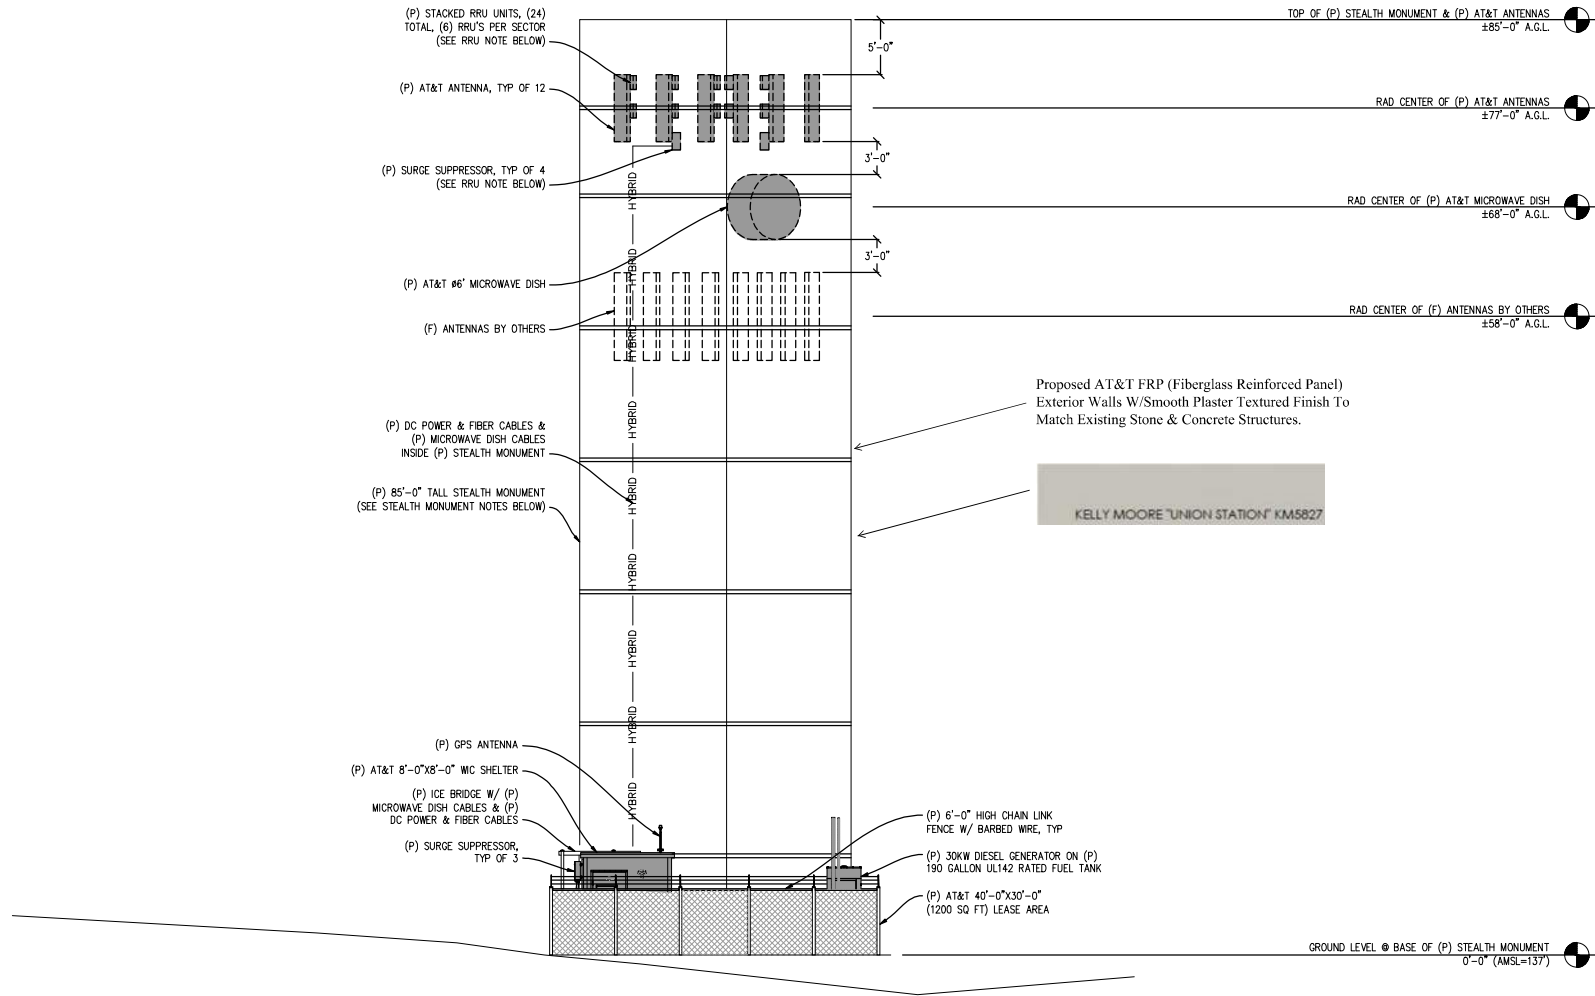 (P) STACKED RRU UNITS, (24)
TOTAL, (6) RRU'S PER SECTOR
(SEE RRU NOTE BELOW)
(P) AT&T ANTENNA, TYP OF 12
(P) SURGE SUPPRESSOR, TYP OF 4
(SEE RRU NOTE BELOW)
(P) AT&T ø6' MICROWAVE DISH
(F) ANTENNAS BY OTHERS
(P) DC POWER & FIBER CABLES &
(P) MICROWAVE DISH CABLES
INSIDE (P) STEALTH MONUMENT
(P) 85'-0" TALL STEALTH MONUMENT
(SEE STEALTH MONUMENT NOTES BELOW)
(P) GPS ANTENNA
(P) AT&T 8'-0"X8'-0" WIC SHELTER
(P) ICE BRIDGE W/ (P)
MICROWAVE DISH CABLES & (P)
DC POWER & FIBER CABLES
(P) SURGE SUPPRESSOR,
TYP OF 3
HYBRID
HYBRID
HYBRID
HYBRID
HYBRID
HYBRID
HYBRID
HYBRID
HYBRID
5'-0"
3'-0"
3'-0"
TOP OF (P) STEALTH MONUMENT & (P) AT&T ANTENNAS
±85'-0" A.G.L.
RAD CENTER OF (P) AT&T ANTENNAS
±77'-0" A.G.L.
RAD CENTER OF (P) AT&T MICROWAVE DISH
±68'-0" A.G.L.
RAD CENTER OF (F) ANTENNAS BY OTHERS
±58'-0" A.G.L.
Proposed AT&T FRP (Fiberglass Reinforced Panel)
Exterior Walls W/Smooth Plaster Textured Finish To
Match Existing Stone & Concrete Structures.
KELLY MOORE "UNION STATION" KM5827
(P) 6'-0" HIGH CHAIN LINK
FENCE W/ BARBED WIRE, TYP
(P) 30KW DIESEL GENERATOR ON (P)
190 GALLON UL142 RATED FUEL TANK
(P) AT&T 40'-0"X30'-0"
(1200 SQ FT) LEASE AREA
GROUND LEVEL @ BASE OF (P) STEALTH MONUMENT
0'-0" (AMSL=137')